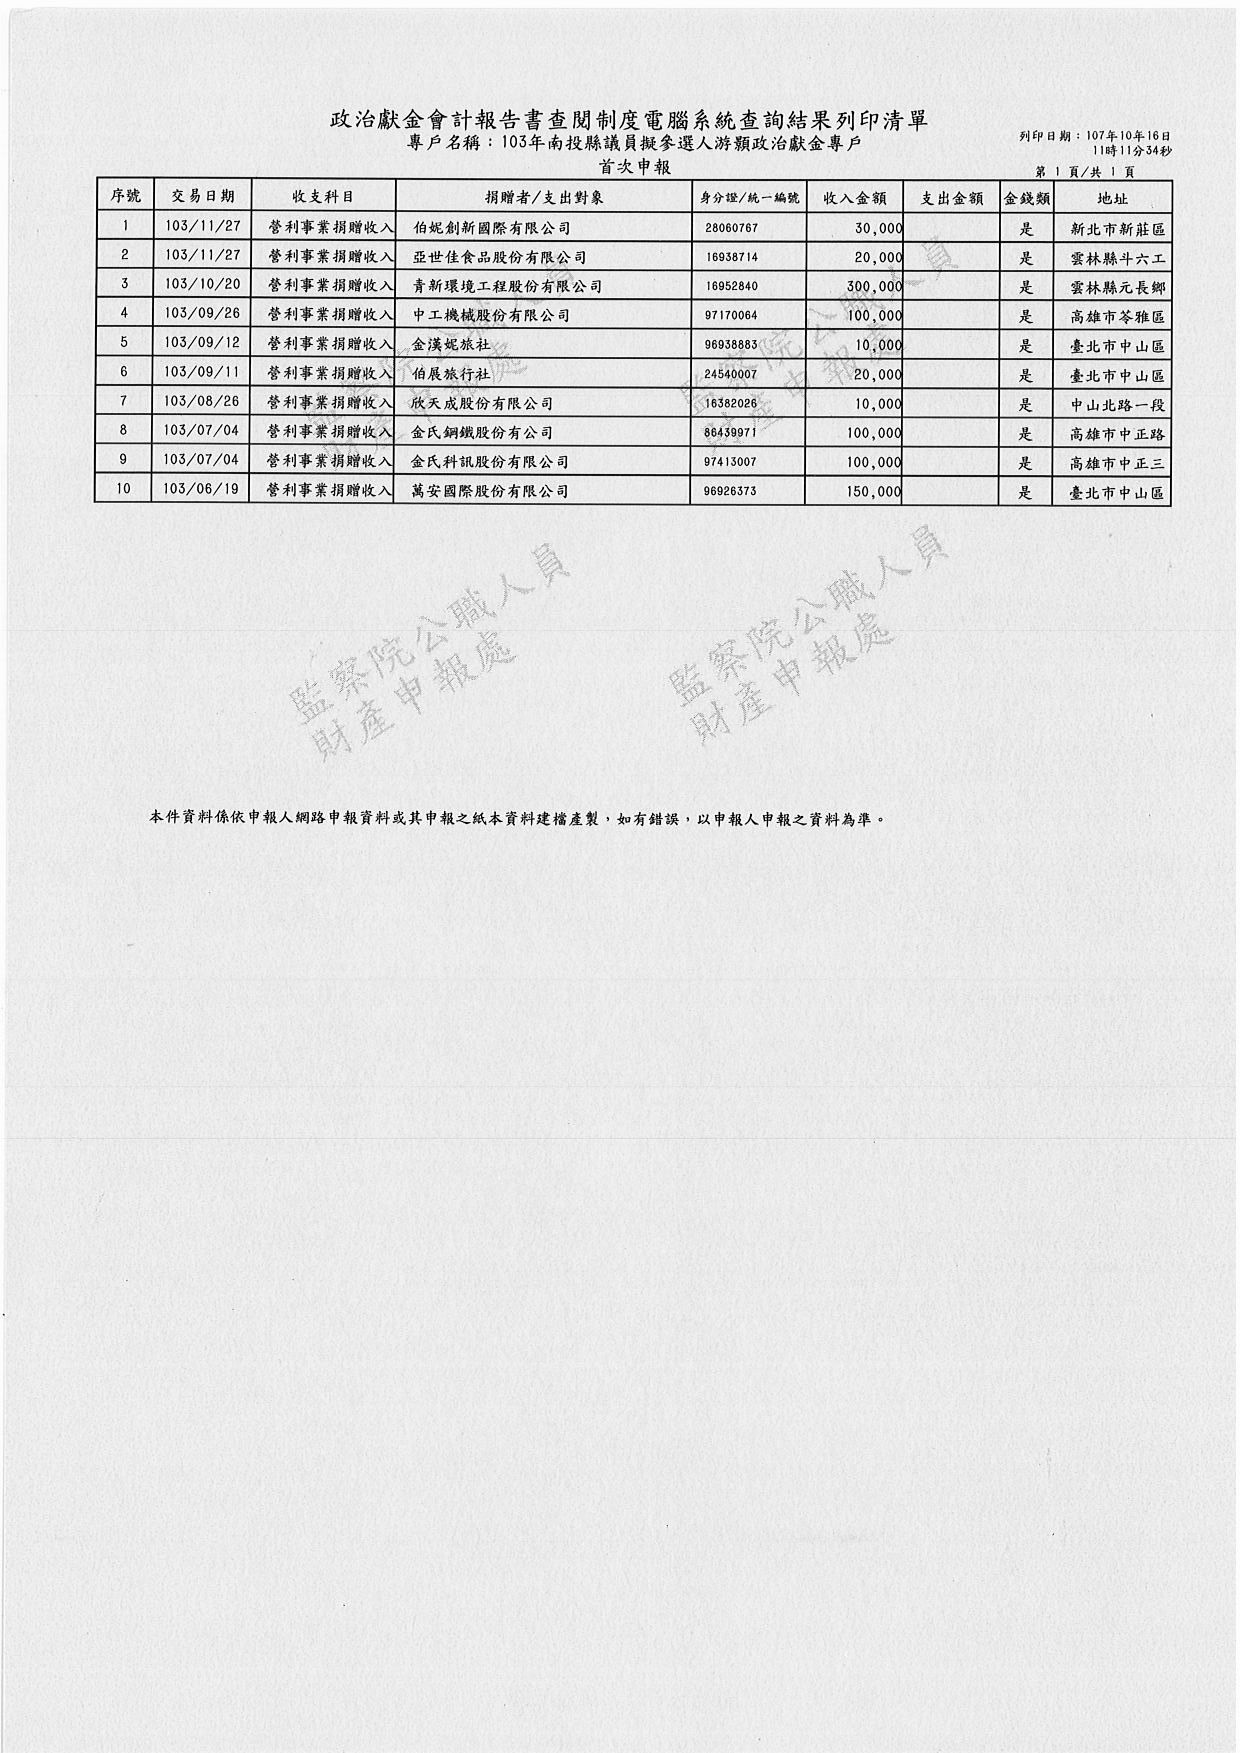 政治獻金會計報告書查閱制度電腦系統查詢結果列印清單
專戶名稱：103年南投縣議員擬參選人游顥政治獻金專戶
首次申報
列印日期：107年10月16日
11時11分34秒
第 1 頁/共 1 頁
序號 交易日期 收支科目 捐贈者/支出對象 身分證/統一編號 收入金額 支出金額 金錢類 地址
1 103/11/27 營利事業捐贈收入 伯妮創新國際有限公司 28060767 30,000 是 新北市新莊區
2 103/11/27 營利事業捐贈收入 亞世佳食品股份有限公司 16938714 20,000 是 雲林縣斗六工
3 103/10/20 營利事業捐贈收入 青新環境工程股份有限公司 16952840 300,000 是 雲林縣元長鄉
4 103/09/26 營利事業捐贈收入 中工機械股份有限公司 97170064 100,000 是 高雄市苓雅區
5 103/09/12 營利事業捐贈收入 金漢妮旅社 96938883 10,000 是 臺北市中山區
6 103/09/11 營利事業捐贈收入 伯展旅行社 24540007 20,000 是 臺北市中山區
7 103/08/26 營利事業捐贈收入 欣天成股份有限公司 16382026 10,000 是 中山北路一段
8 103/07/04 營利事業捐贈收入 金氏鋼鐵股份有公司 86439971 100,000 是 高雄市中正路
9 103/07/04 營利事業捐贈收入 金氏科訊股份有限公司 97413007 100,000 是 高雄市中正三
10 103/06/19 營利事業捐贈收入 萬安國際股份有限公司 96926373 150,000 是 臺北市中山區
監察院公職人員
財產申報處
監察院公職人員
財產申報處
監察院公職人員
財產申報處
監察院公職人員
財產申報處
本件資料係依申報人網路申報資料或其申報之紙本資料建檔產製，如有錯誤，以申報人申報之資料為準。